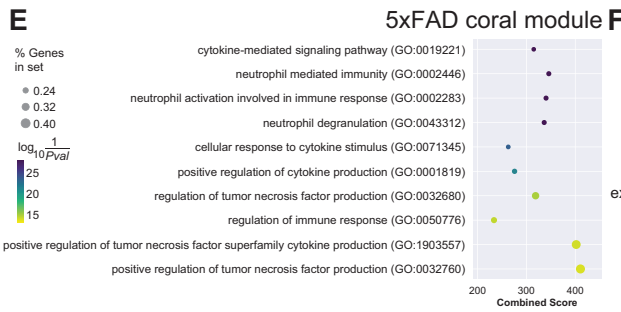 E
5xFAD coral module
F
% Genes
in set
0.24
0.32
0.40
log10 1/Pval
25
20
15
cytokine-mediated signaling pathway (GO:0019221)
neutrophil mediated immunity (GO:0002446)
neutrophil activation involved in immune response (GO:0002283)
neutrophil degranulation (GO:0043312)
cellular response to cytokine stimulus (GO:0071345)
positive regulation of cytokine production (GO:0001819)
regulation of tumor necrosis factor production (GO:0032680)
regulation of immune response (GO:0050776)
positive regulation of tumor necrosis factor superfamily cytokine production (GO:1903557)
positive regulation of tumor necrosis factor production (GO:0032760)
200 300 400
Combined Score